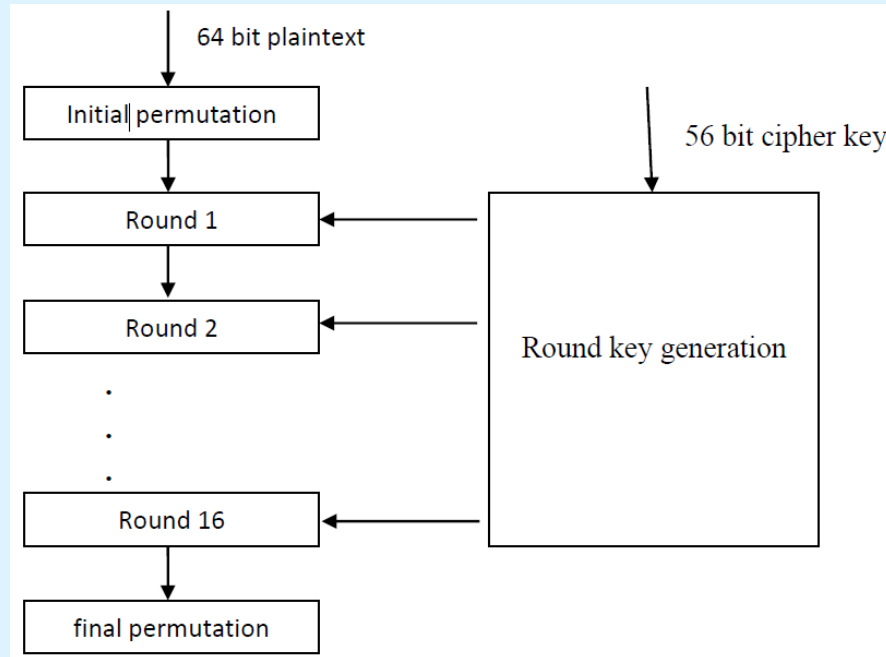 64 bit plaintext
Initial permutation
56 bit cipher key
Round 1
Round 2
Round key generation
.
.
.
Round 16
final permutation